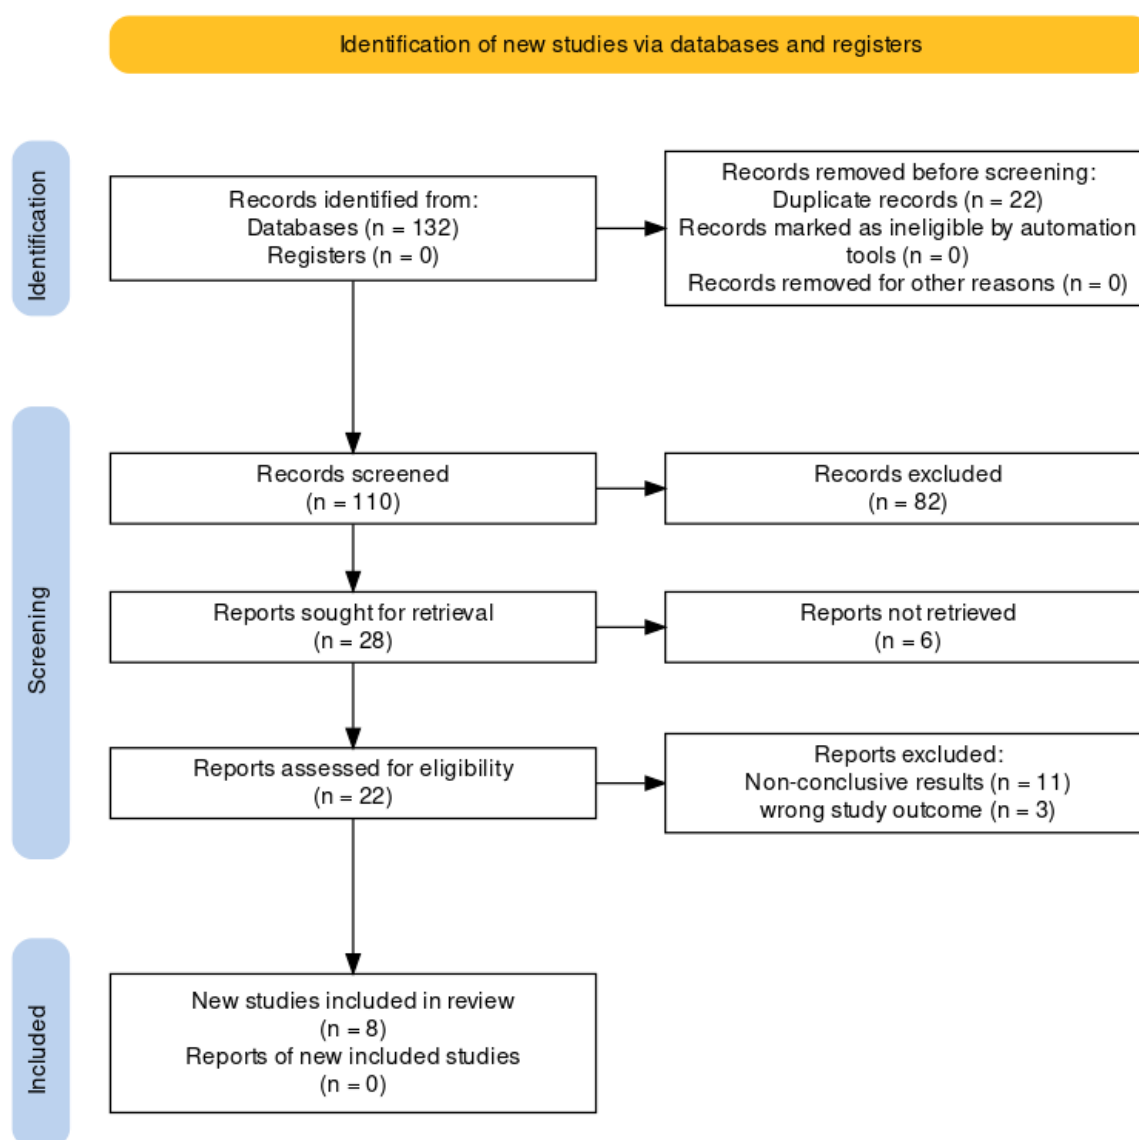 Identification of new studies via databases and registers
Identification
Records identified from:
Databases (n = 132)
Registers (n = 0)
Records removed before screening:
Duplicate records (n = 22)
Records marked as ineligible by automation
tools (n = 0)
Records removed for other reasons (n = 0)
Screening
Records screened
(n = 110)
Records excluded
(n = 82)
Reports sought for retrieval
(n = 28)
Reports not retrieved
(n = 6)
Reports assessed for eligibility
(n = 22)
Reports excluded:
Non-conclusive results (n = 11)
wrong study outcome (n = 3)
Included
New studies included in review
(n = 8)
Reports of new included studies
(n = 0)